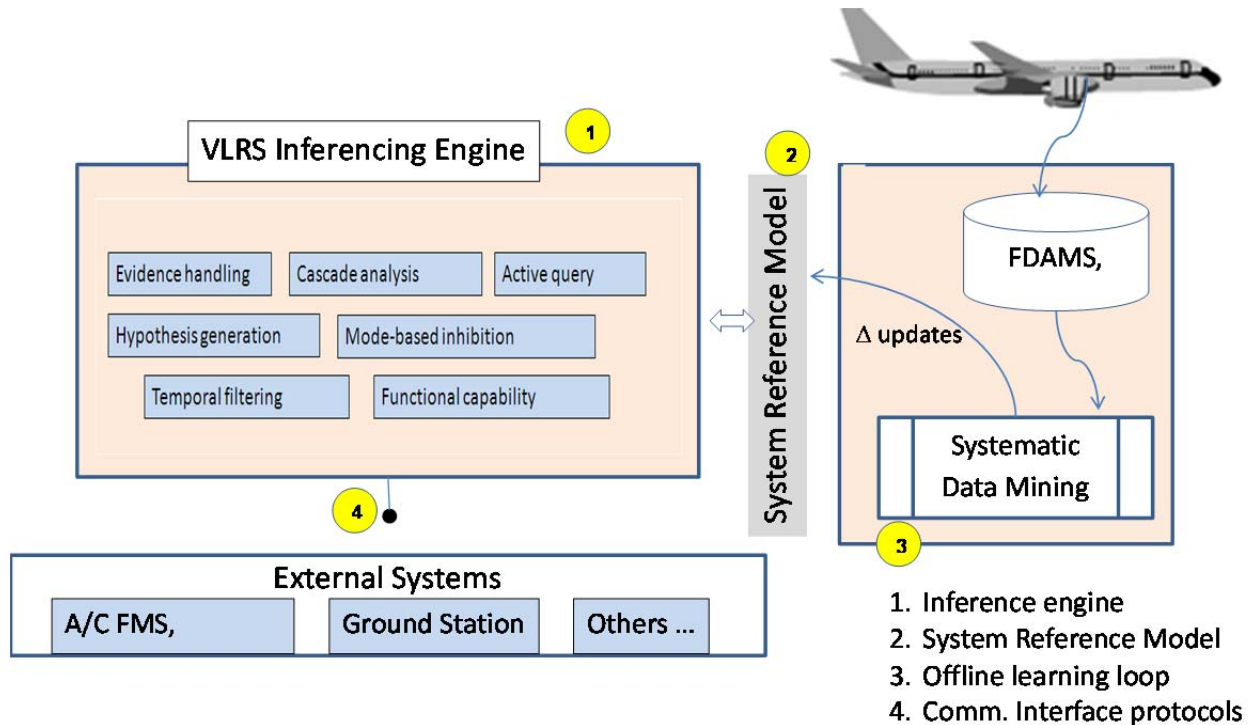 VLRS Inferencing Engine
1
Evidence handling
Cascade analysis
Active query
Hypothesis generation
Mode-based inhibition
Temporal filtering
Functional capability
4
External Systems
A/C FMS,
Ground Station
Others ...
2
System Reference Model
FDAMS,
Δ updates
Systematic
Data Mining
3
1. Inference engine
2. System Reference Model
3. Offline learning loop
4. Comm. Interface protocols